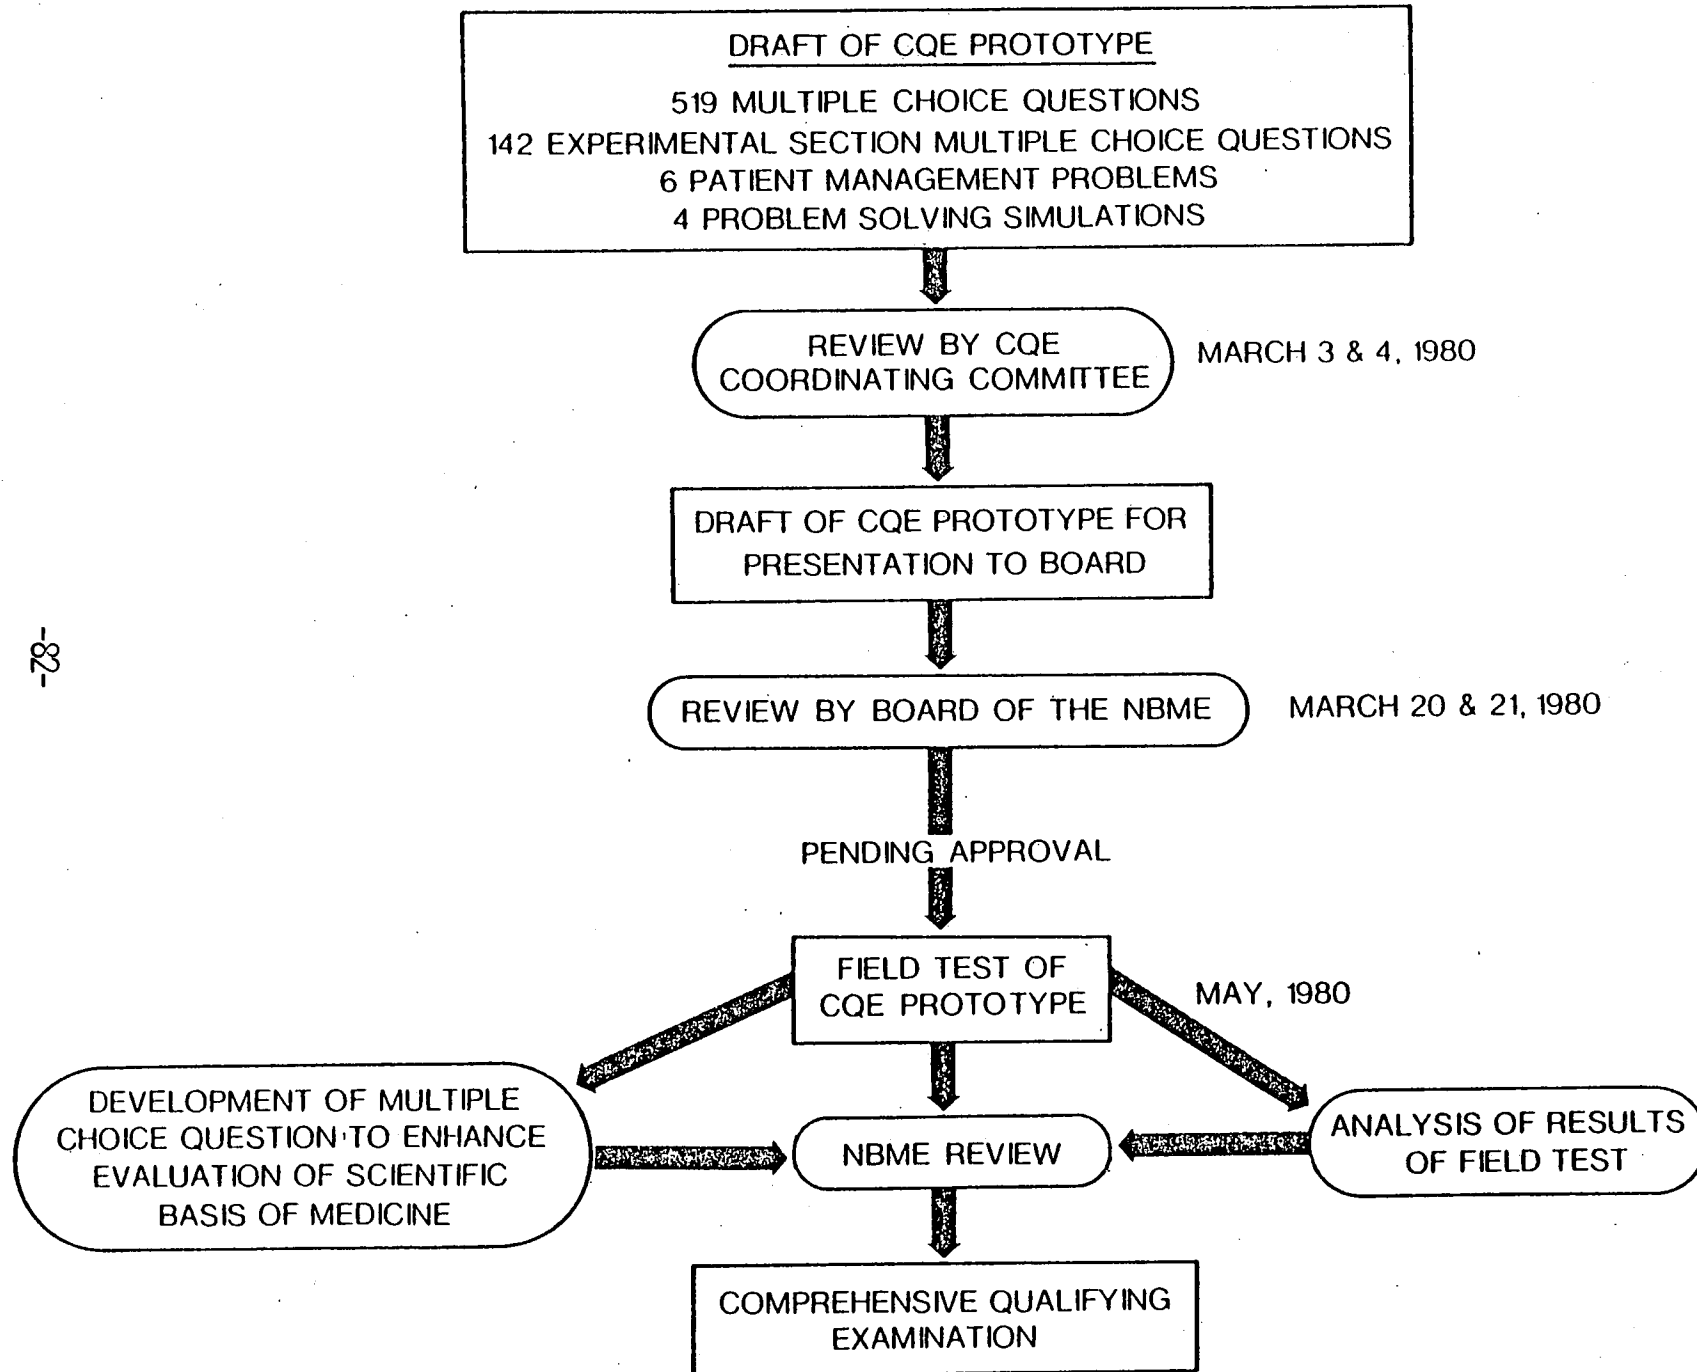 DRAFT OF CQE PROTOTYPE
519 MULTIPLE CHOICE QUESTIONS
142 EXPERIMENTAL SECTION MULTIPLE CHOICE QUESTIONS
6 PATIENT MANAGEMENT PROBLEMS
4 PROBLEM SOLVING SIMULATIONS
REVIEW BY CQE
COORDINATING COMMITTEE
MARCH 3 & 4, 1980
DRAFT OF CQE PROTOTYPE FOR
PRESENTATION TO BOARD
-82-
REVIEW BY BOARD OF THE NBME
MARCH 20 & 21, 1980
PENDING APPROVAL
FIELD TEST OF
CQE PROTOTYPE
MAY, 1980
DEVELOPMENT OF MULTIPLE
CHOICE QUESTION TO ENHANCE
EVALUATION OF SCIENTIFIC
BASIS OF MEDICINE
NBME REVIEW
ANALYSIS OF RESULTS
OF FIELD TEST
COMPREHENSIVE QUALIFYING
EXAMINATION